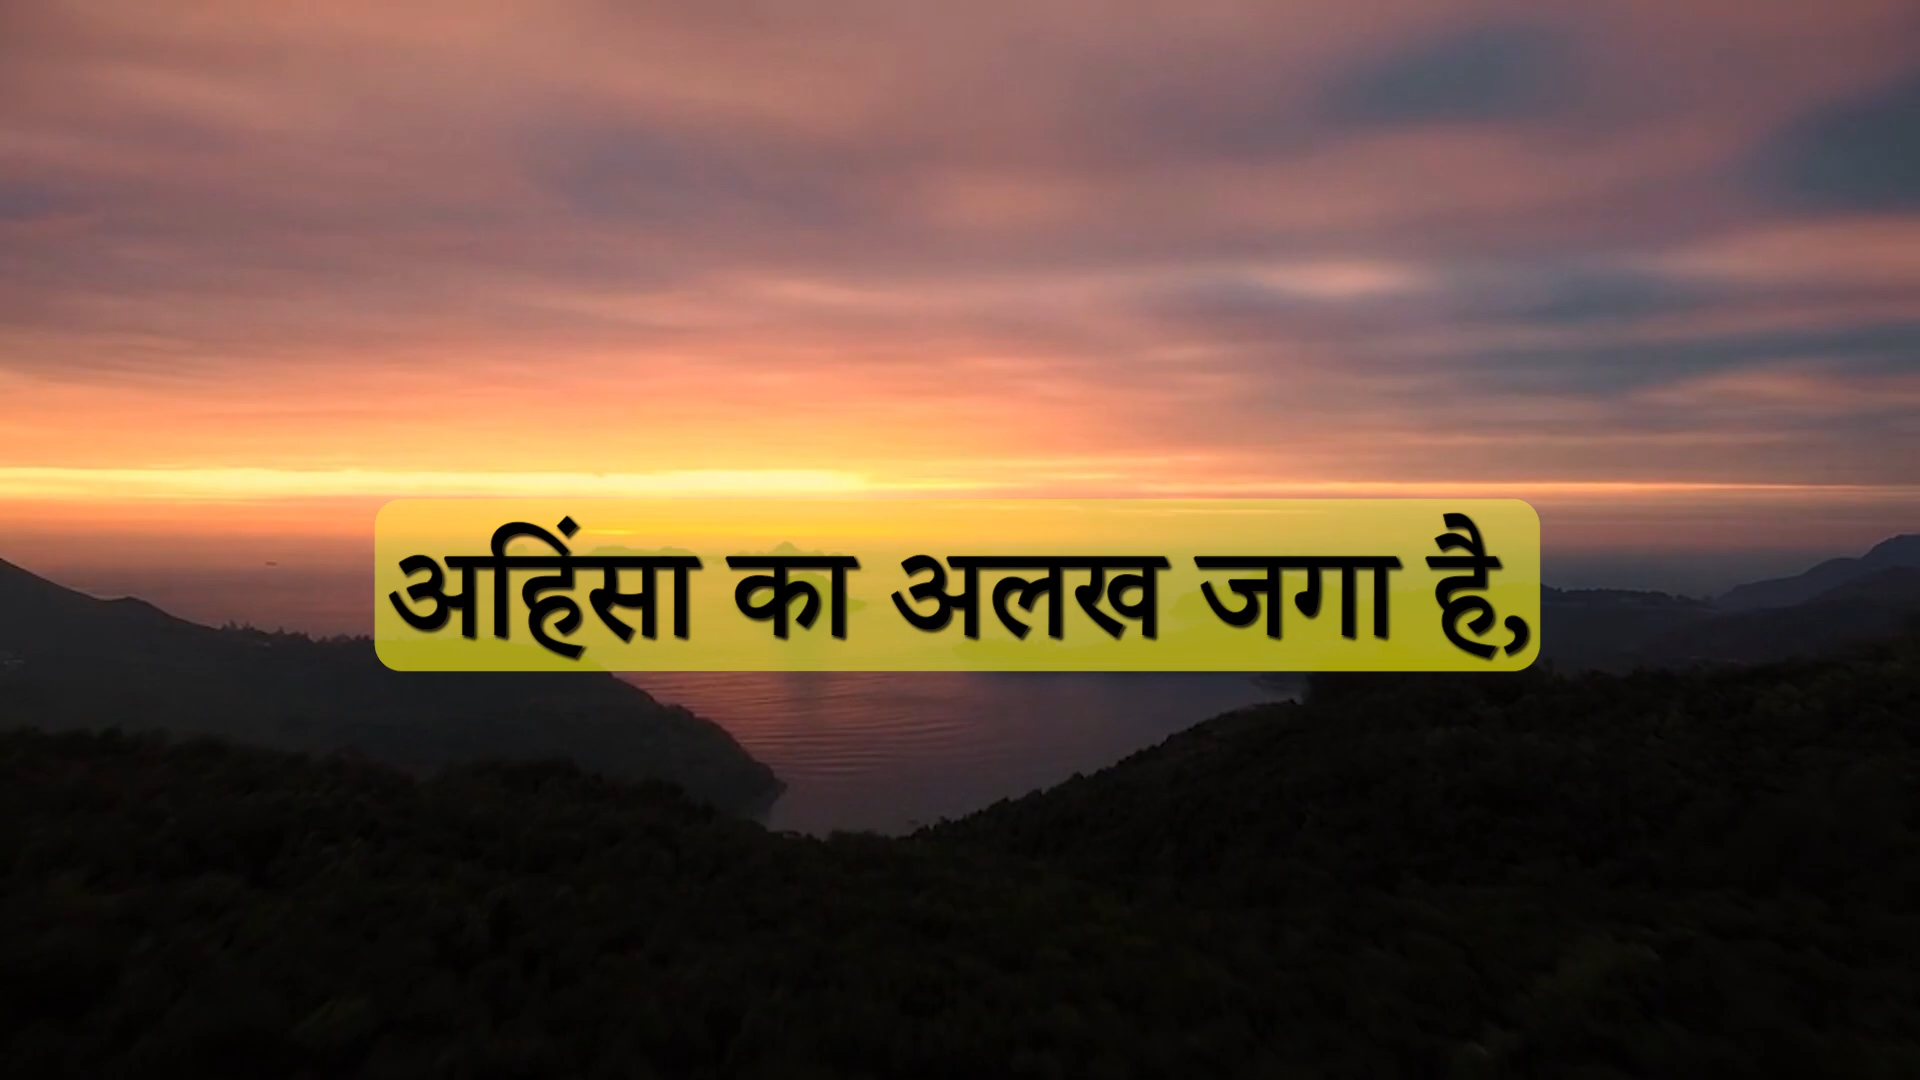 अहिंसा का अलख जगा है,